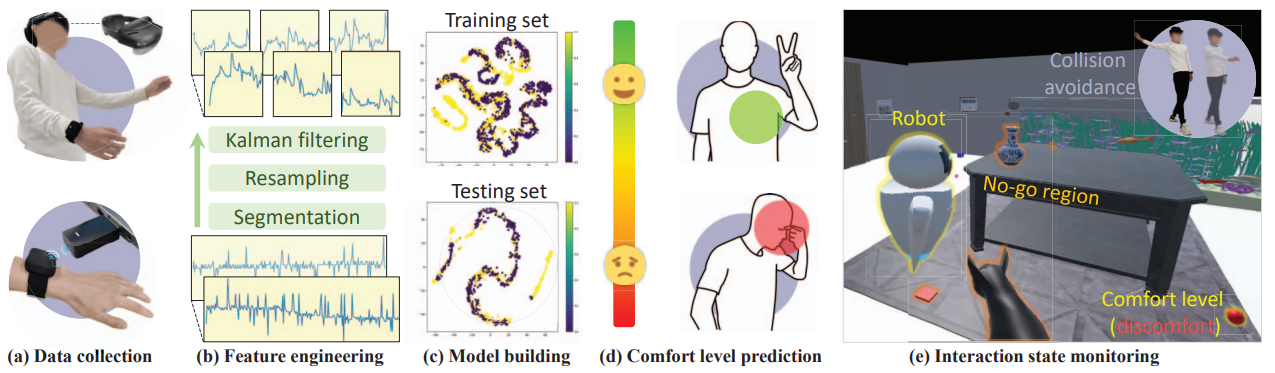 Training set
Kalman filtering
Resampling
Segmentation
Testing set
Collision
avoidance
Robot
No-go region
Comfort level
(discomfort)
(a) Data collection
(b) Feature engineering
(c) Model building
(d) Comfort level prediction
(e) Interaction state monitoring